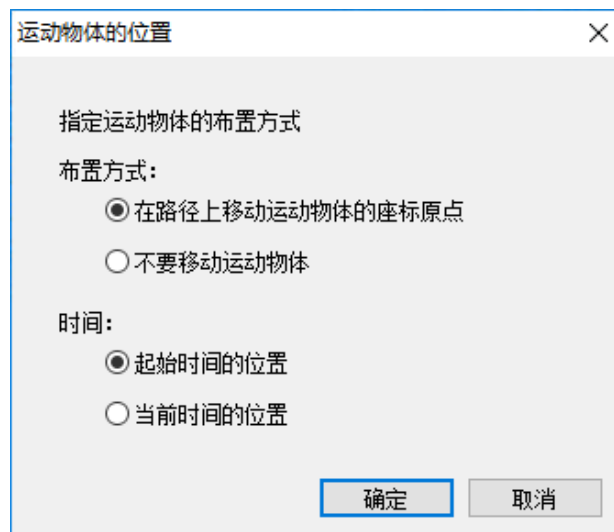 运动物体的位置
指定运动物体的布置方式
布置方式:
在路径上移动运动物体的座标原点
不要移动运动物体
时间:
起始时间的位置
当前时间的位置
确定 取消